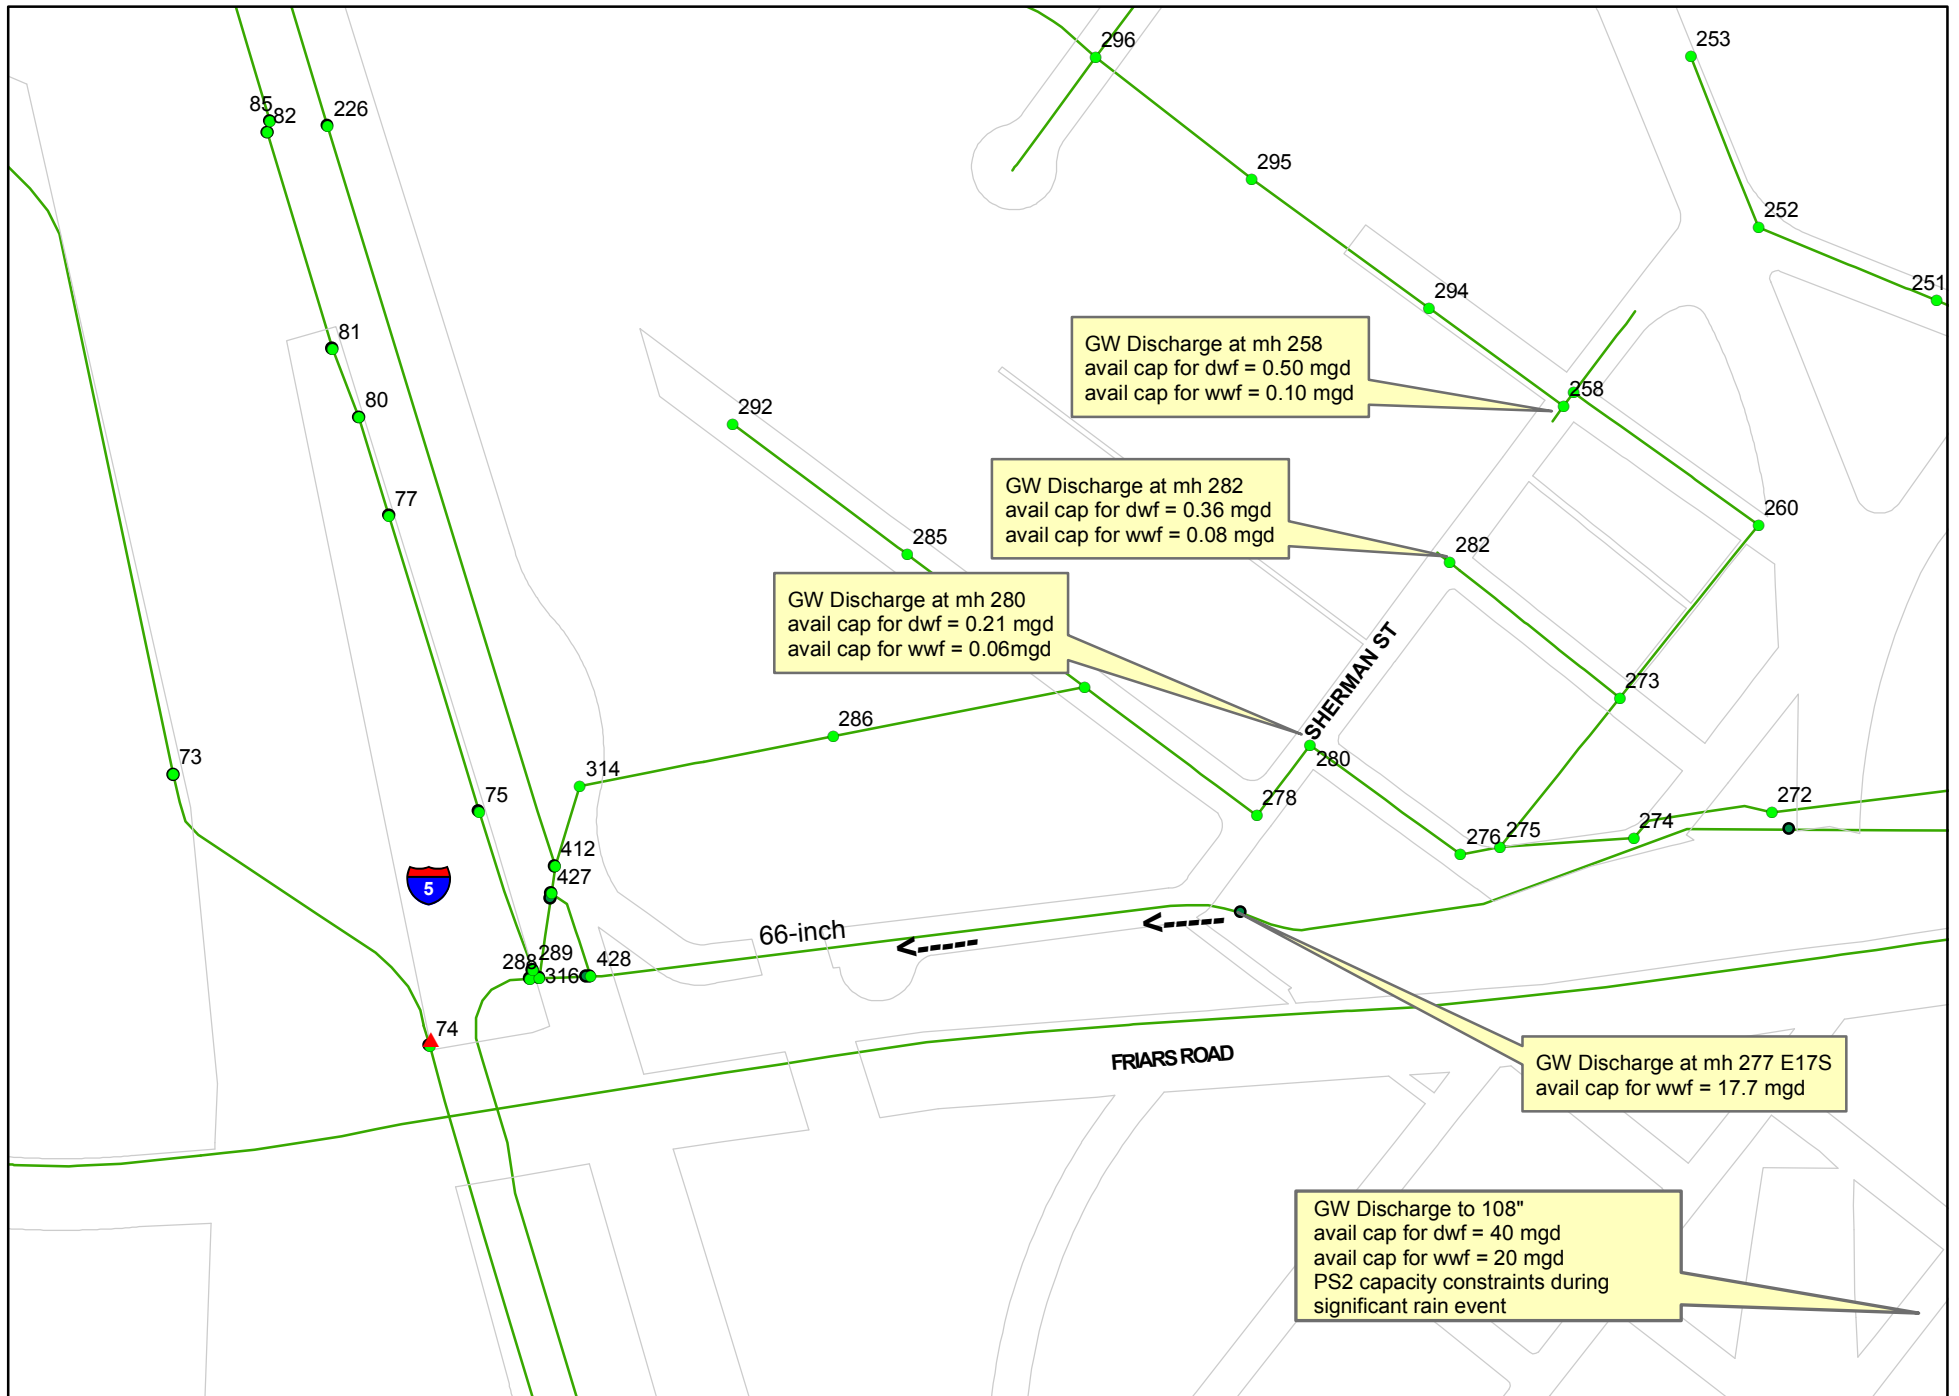 296
253
85
82
226
295
252
251
294
81
GW Discharge at mh 258
avail cap for dwf = 0.50 mgd
avail cap for wwf = 0.10 mgd
258
80
292
GW Discharge at mh 282
avail cap for dwf = 0.36 mgd
avail cap for wwf = 0.08 mgd
77
260
285
282
GW Discharge at mh 280
avail cap for dwf = 0.21 mgd
avail cap for wwf = 0.06mgd
SHERMAN ST
273
286
73
314
280
75
278
272
276
275
274
412
427
5
66-inch
288
289
316
428
74
FRIARS ROAD
GW Discharge at mh 277 E17S
avail cap for wwf = 17.7 mgd
GW Discharge to 108"
avail cap for dwf = 40 mgd
avail cap for wwf = 20 mgd
PS2 capacity constraints during
significant rain event